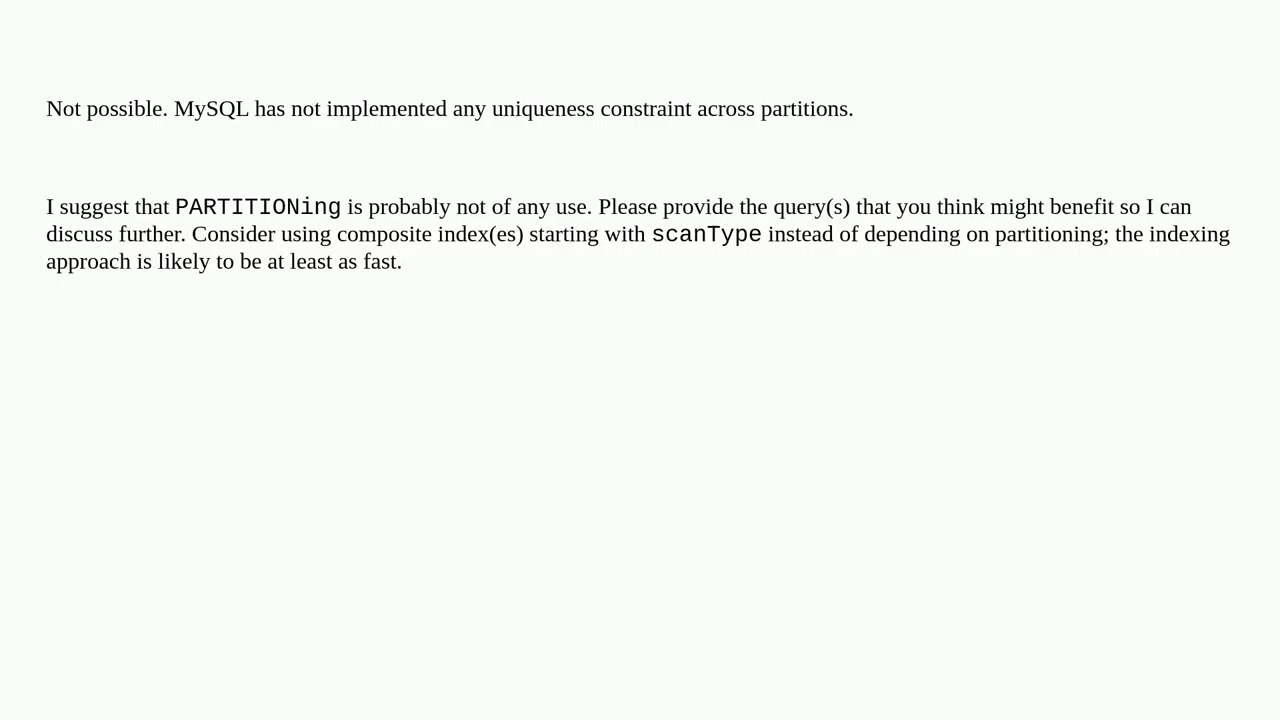 Not possible. MySQL has not implemented any uniqueness constraint across partitions.
I suggest that PARTITIONing is probably not of any use. Please provide the query(s) that you think might benefit so I can
discuss further. Consider using composite index(es) starting with scanType instead of depending on partitioning; the indexing
approach is likely to be at least as fast.